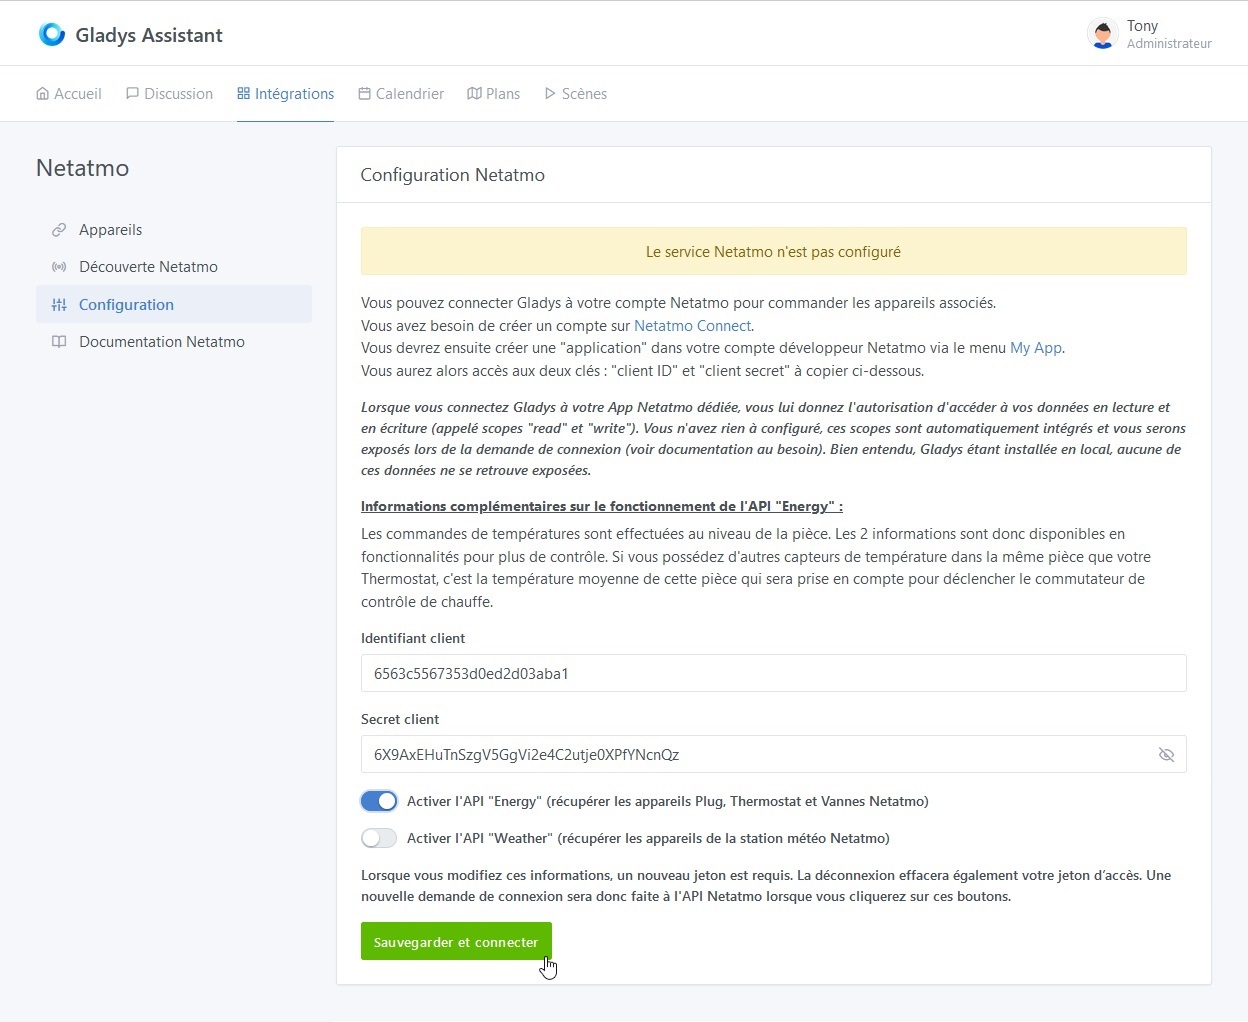 Gladys Assistant
Tony
Administrateur
Accueil
Discussion
Intégrations
Calendrier
Plans
Scènes
Netatmo
Appareils
Découverte Netatmo
Configuration
Documentation Netatmo
Configuration Netatmo
Le service Netatmo n'est pas configuré
Vous pouvez connecter Gladys à votre compte Netatmo pour commander les appareils associés.
Vous avez besoin de créer un compte sur Netatmo Connect.
Vous devrez ensuite créer une "application" dans votre compte développeur Netatmo via le menu My App.
Vous aurez alors accès aux deux clés : "client ID" et "client secret" à copier ci-dessous.
Lorsque vous connectez Gladys à votre App Netatmo dédiée, vous lui donnez l'autorisation d'accéder à vos données en lecture et
en écriture (appelé scopes "read" et "write"). Vous n'avez rien à configuré, ces scopes sont automatiquement intégrés et vous serons
exposés lors de la demande de connexion (voir documentation au besoin). Bien entendu, Gladys étant installée en local, aucune de
ces données ne se retrouve exposées.
Informations complémentaires sur le fonctionnement de l'API "Energy" :
Les commandes de températures sont effectuées au niveau de la pièce. Les 2 informations sont donc disponibles en
fonctionnalités pour plus de contrôle. Si vous possédez d'autres capteurs de température dans la même pièce que votre
Thermostat, c'est la température moyenne de cette pièce qui sera prise en compte pour déclencher le commutateur de
contrôle de chauffe.
Identifiant client
6563c5567353d0ed2d03aba1
Secret client
6X9AxEHuTnSzgV5GgVi2e4C2utje0XPfYNcnQz
Activer l'API "Energy" (récupérer les appareils Plug, Thermostat et Vannes Netatmo)
Activer l'API "Weather" (récupérer les appareils de la station météo Netatmo)
Lorsque vous modifiez ces informations, un nouveau jeton est requis. La déconnexion effacera également votre jeton d’accès. Une
nouvelle demande de connexion sera donc faite à l'API Netatmo lorsque vous cliquerez sur ces boutons.
Sauvegarder et connecter